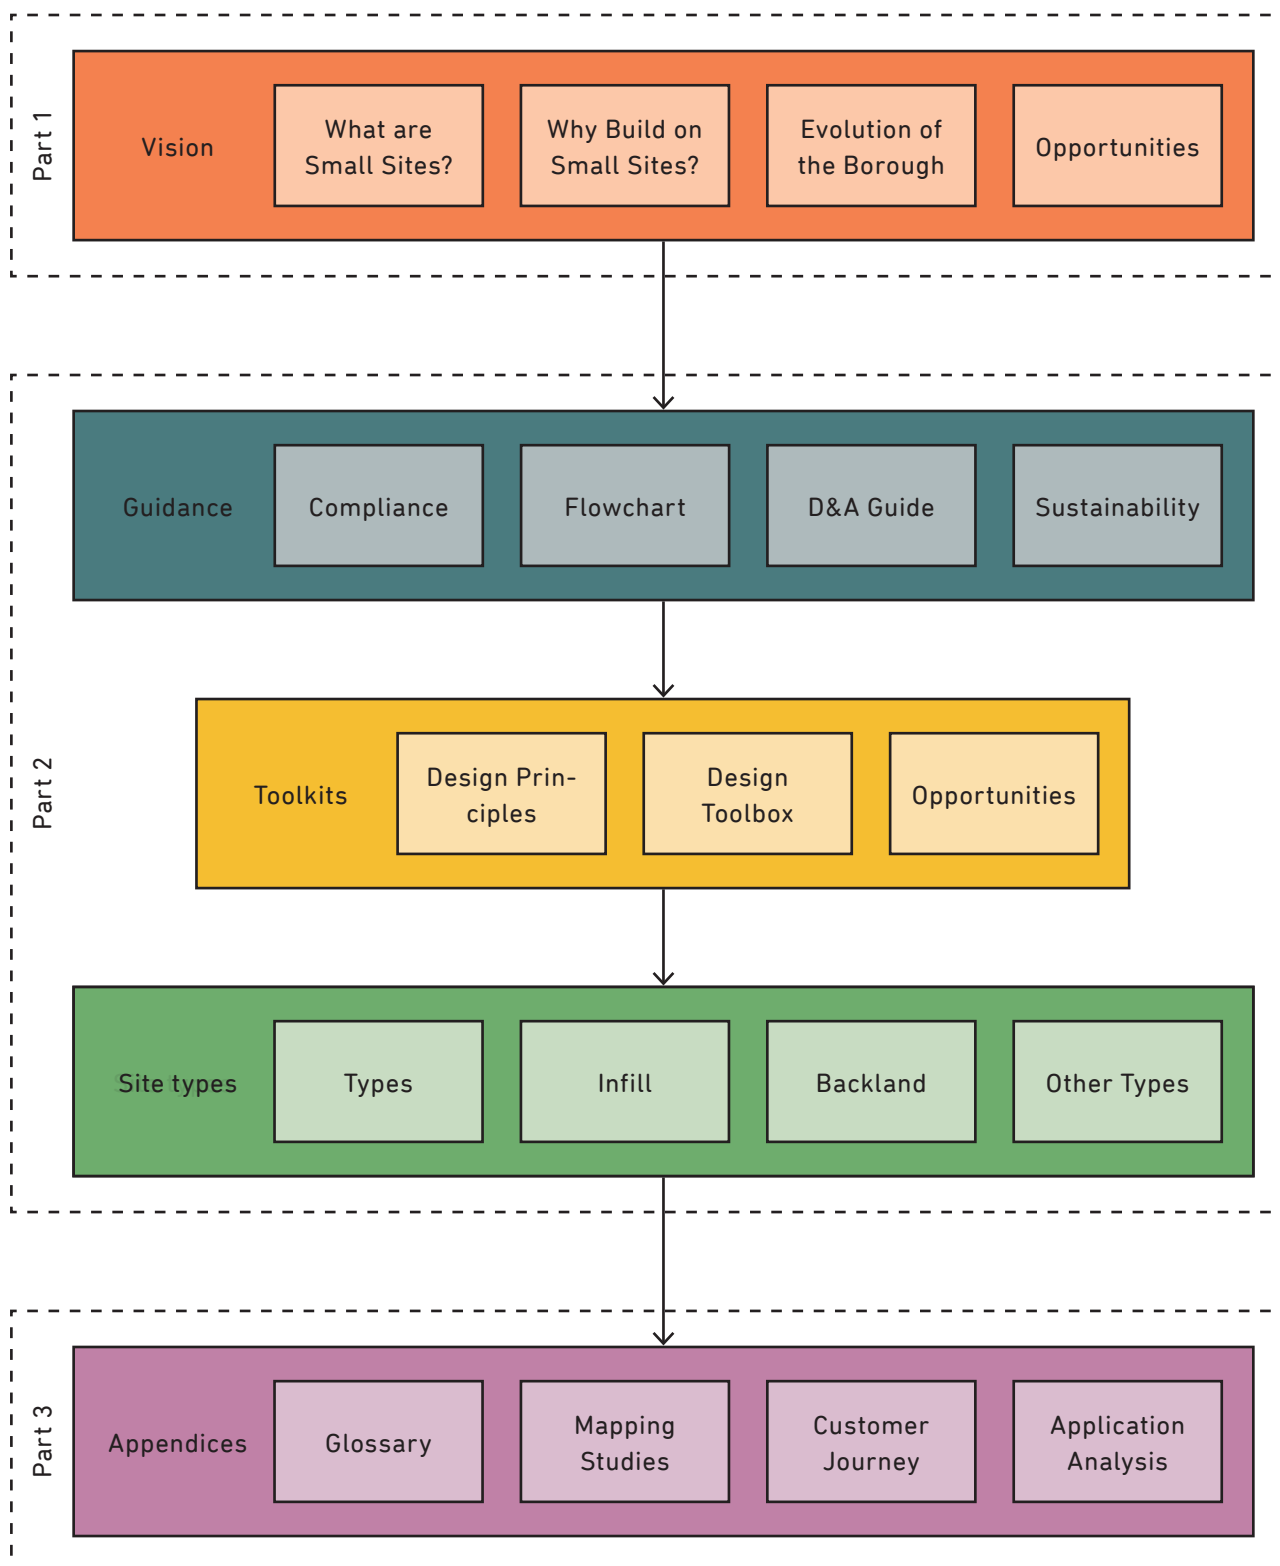 Part 1
Vision
What are
Small Sites?
Why Build on
Small Sites?
Evolution of
the Borough
Opportunities
Part 2
Guidance
Compliance
Flowchart
D&A Guide
Sustainability
Toolkits
Design Prin-
ciples
Design
Toolbox
Opportunities
Site types
Types
Infill
Backland
Other Types
Part 3
Appendices
Glossary
Mapping
Studies
Customer
Journey
Application
Analysis